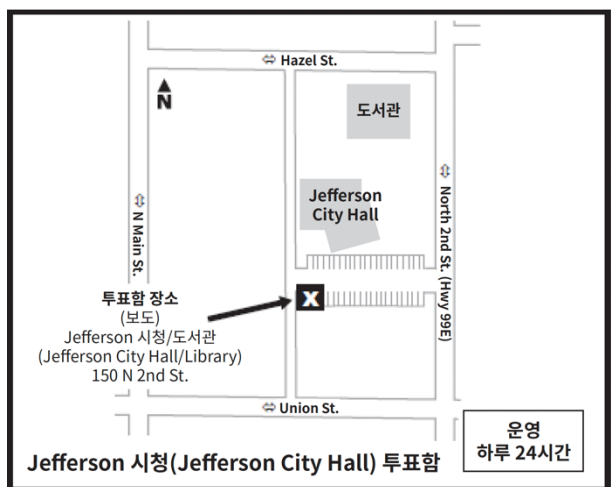 Hazel St.
N
도서관
Jefferson
City Hall
N Main St.
North 2nd St. (Hwy 99E)
X
투표함 장소
(보도)
Jefferson 시청/도서관
(Jefferson City Hall/Library)
150 N 2nd St.
Union St.
Jefferson 시청(Jefferson City Hall) 투표함
운영
하루 24시간